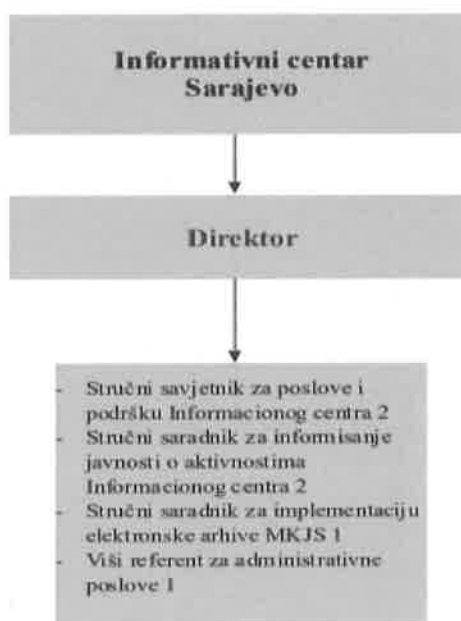 Informativni centar
Sarajevo
Direktor
- Stručni savjetnik za poslove i
podršku Informacionog centra 2
- Stručni saradnik za informisanje
javnosti o aktivnostima
Informacionog centra 2
- Stručni saradnik za implementaciju
elektronske arhive MKJS 1
- Viši referent za administrativne
poslove 1